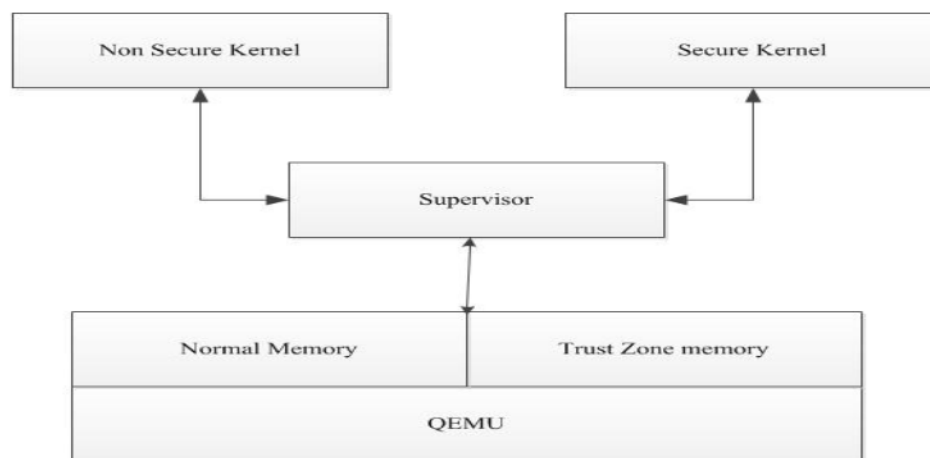 Non Secure Kernel
Secure Kernel
Supervisor
Normal Memory
Trust Zone memory
QEMU